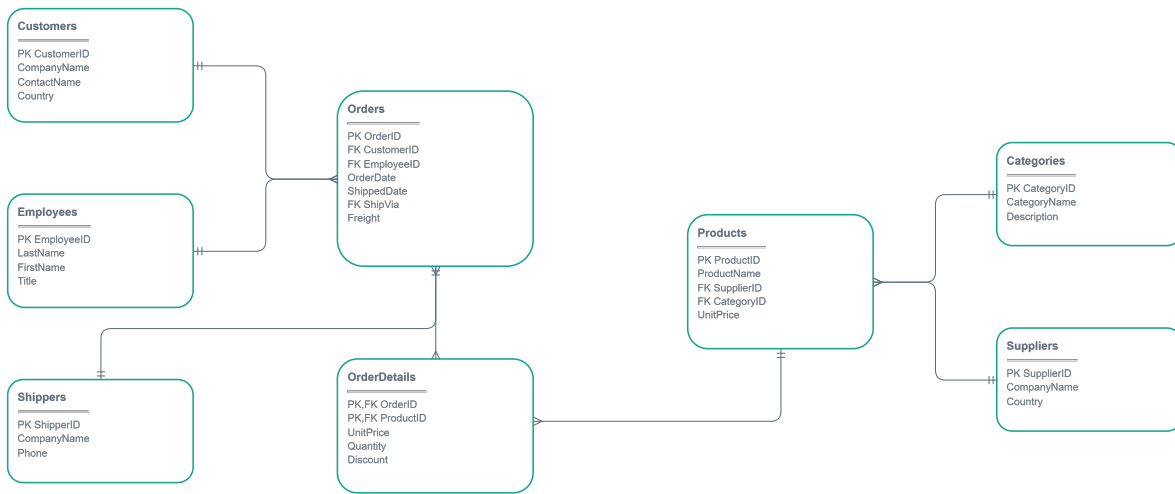 Customers
PK CustomerID
CompanyName
ContactName
Country
Employees
PK EmployeeID
LastName
FirstName
Title
Shippers
PK ShipperID
CompanyName
Phone
Orders
PK OrderID
FK CustomerID
FK EmployeeID
OrderDate
ShippedDate
FK ShipVia
Freight
OrderDetails
PK,FK OrderID
PK,FK ProductID
UnitPrice
Quantity
Discount
Products
PK ProductID
ProductName
FK SupplierID
FK CategoryID
UnitPrice
Categories
PK CategoryID
CategoryName
Description
Suppliers
PK SupplierID
CompanyName
Country